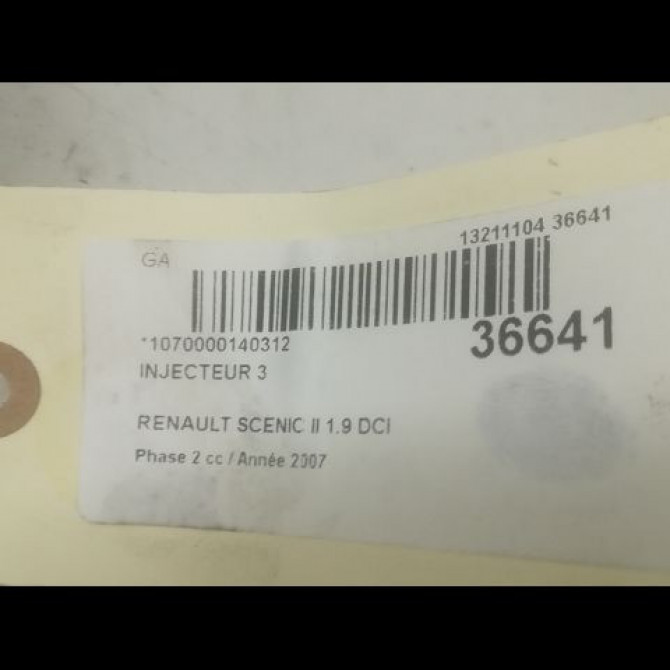 GA
13211104 36641
*1070000140312
36641
INJECTEUR 3
RENAULT SCENIC II 1.9 DCI
Phase 2 cc / Année 2007